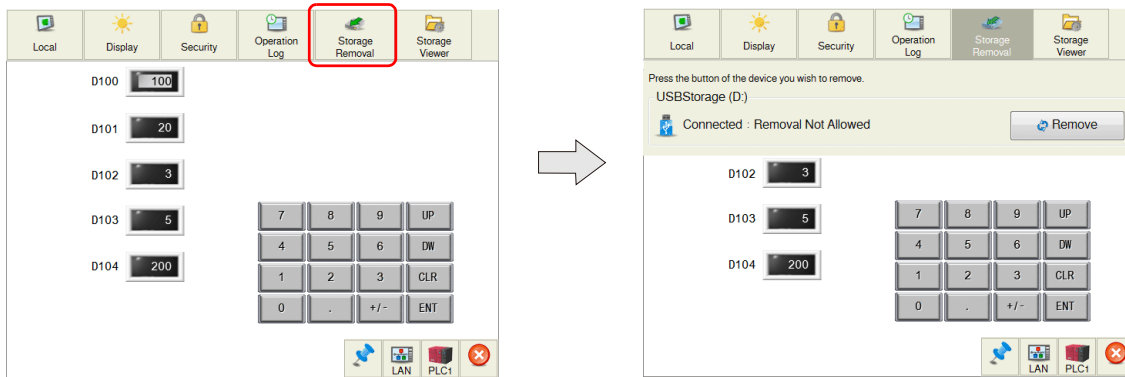 Local
Display
Security
Operation
Log
Storage
Removal
Storage
Viewer
D100 100
D101 20
D102 3
D103 5
D104 200
7 8 9 UP
4 5 6 DW
1 2 3 CLR
0 . +/- ENT
LAN PLC1
Local
Display
Security
Operation
Log
Storage
Removal
Storage
Viewer
Press the button of the device you wish to remove.
USBStorage (D:)
Connected : Removal Not Allowed
Remove
D102 3
D103 5
D104 200
7 8 9 UP
4 5 6 DW
1 2 3 CLR
0 . +/- ENT
LAN PLC1